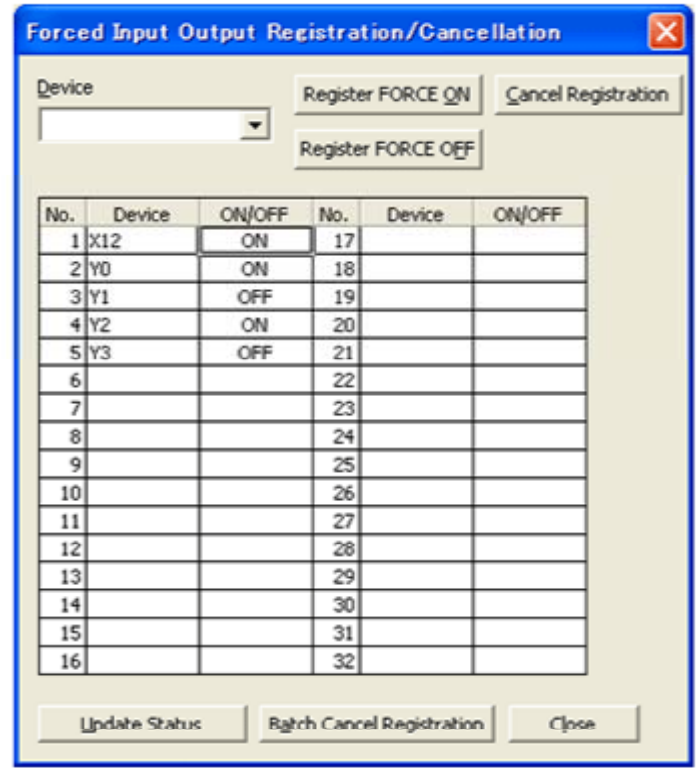 Forced Input Output Registration/Cancellation
Device
Register FORCE ON
Cancel Registration
Register FORCE OFF
No. Device ON/OFF No. Device ON/OFF
1 X12 ON 17
2 Y0 ON 18
3 Y1 OFF 19
4 Y2 ON 20
5 Y3 OFF 21
6 22
7 23
8 24
9 25
10 26
11 27
12 28
13 29
14 30
15 31
16 32
Update Status
Batch Cancel Registration
Close